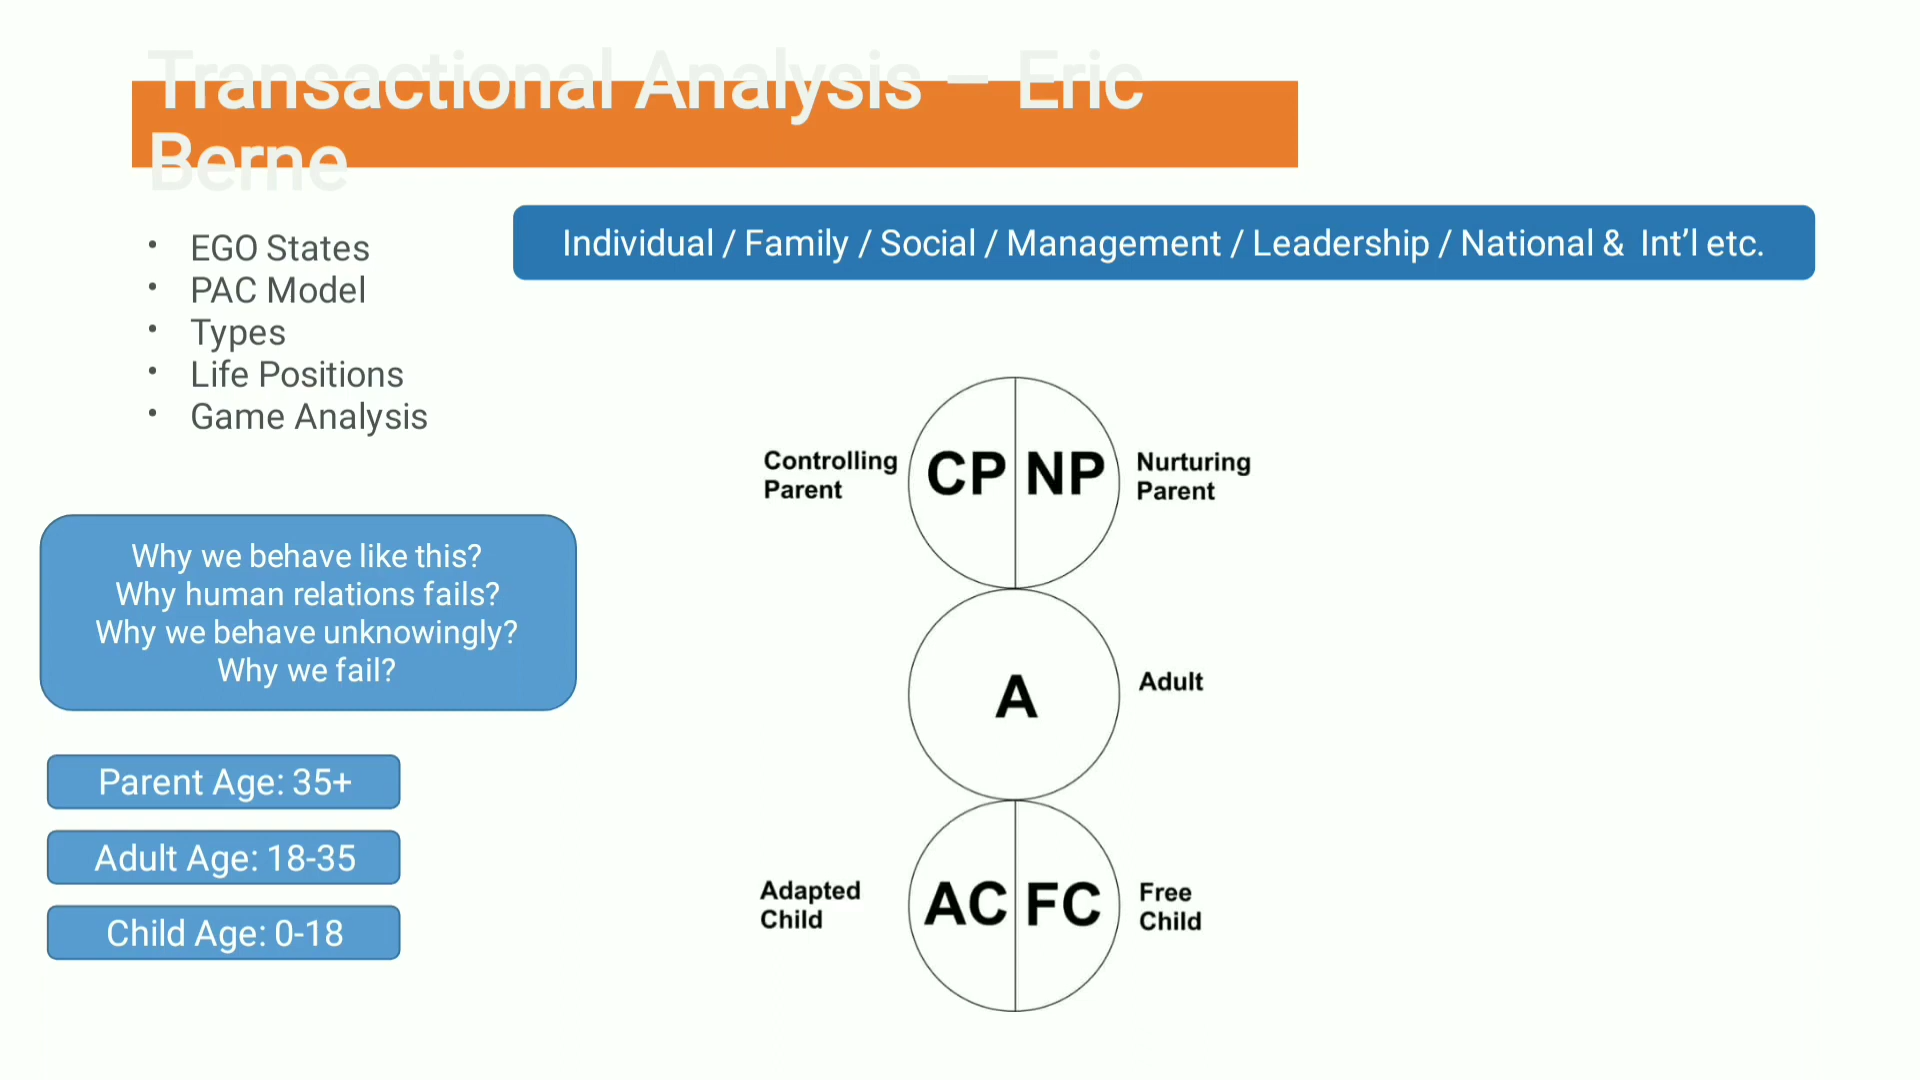 Transactional Analysis – Eric
Berne
Individual / Family / Social / Management / Leadership / National & Int’l etc.
• EGO States
• PAC Model
• Types
• Life Positions
• Game Analysis
Why we behave like this?
Why human relations fails?
Why we behave unknowingly?
Why we fail?
Parent Age: 35+
Adult Age: 18-35
Child Age: 0-18
Controlling
Parent
CP
NP
Nurturing
Parent
A
Adult
Adapted
Child
AC
FC
Free
Child